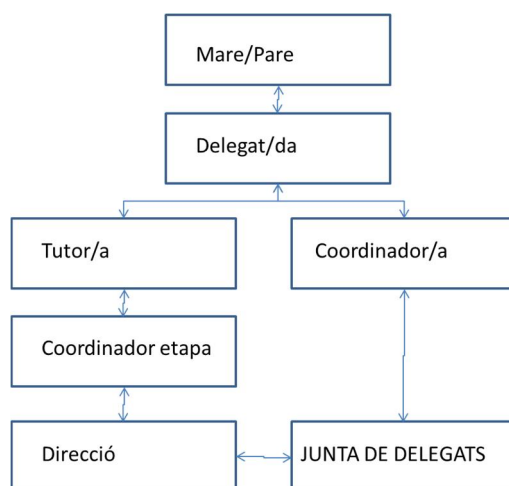 Mare/Pare
Delegat/da
Tutor/a
Coordinador/a
Coordinador etapa
Direcció
JUNTA DE DELEGATS